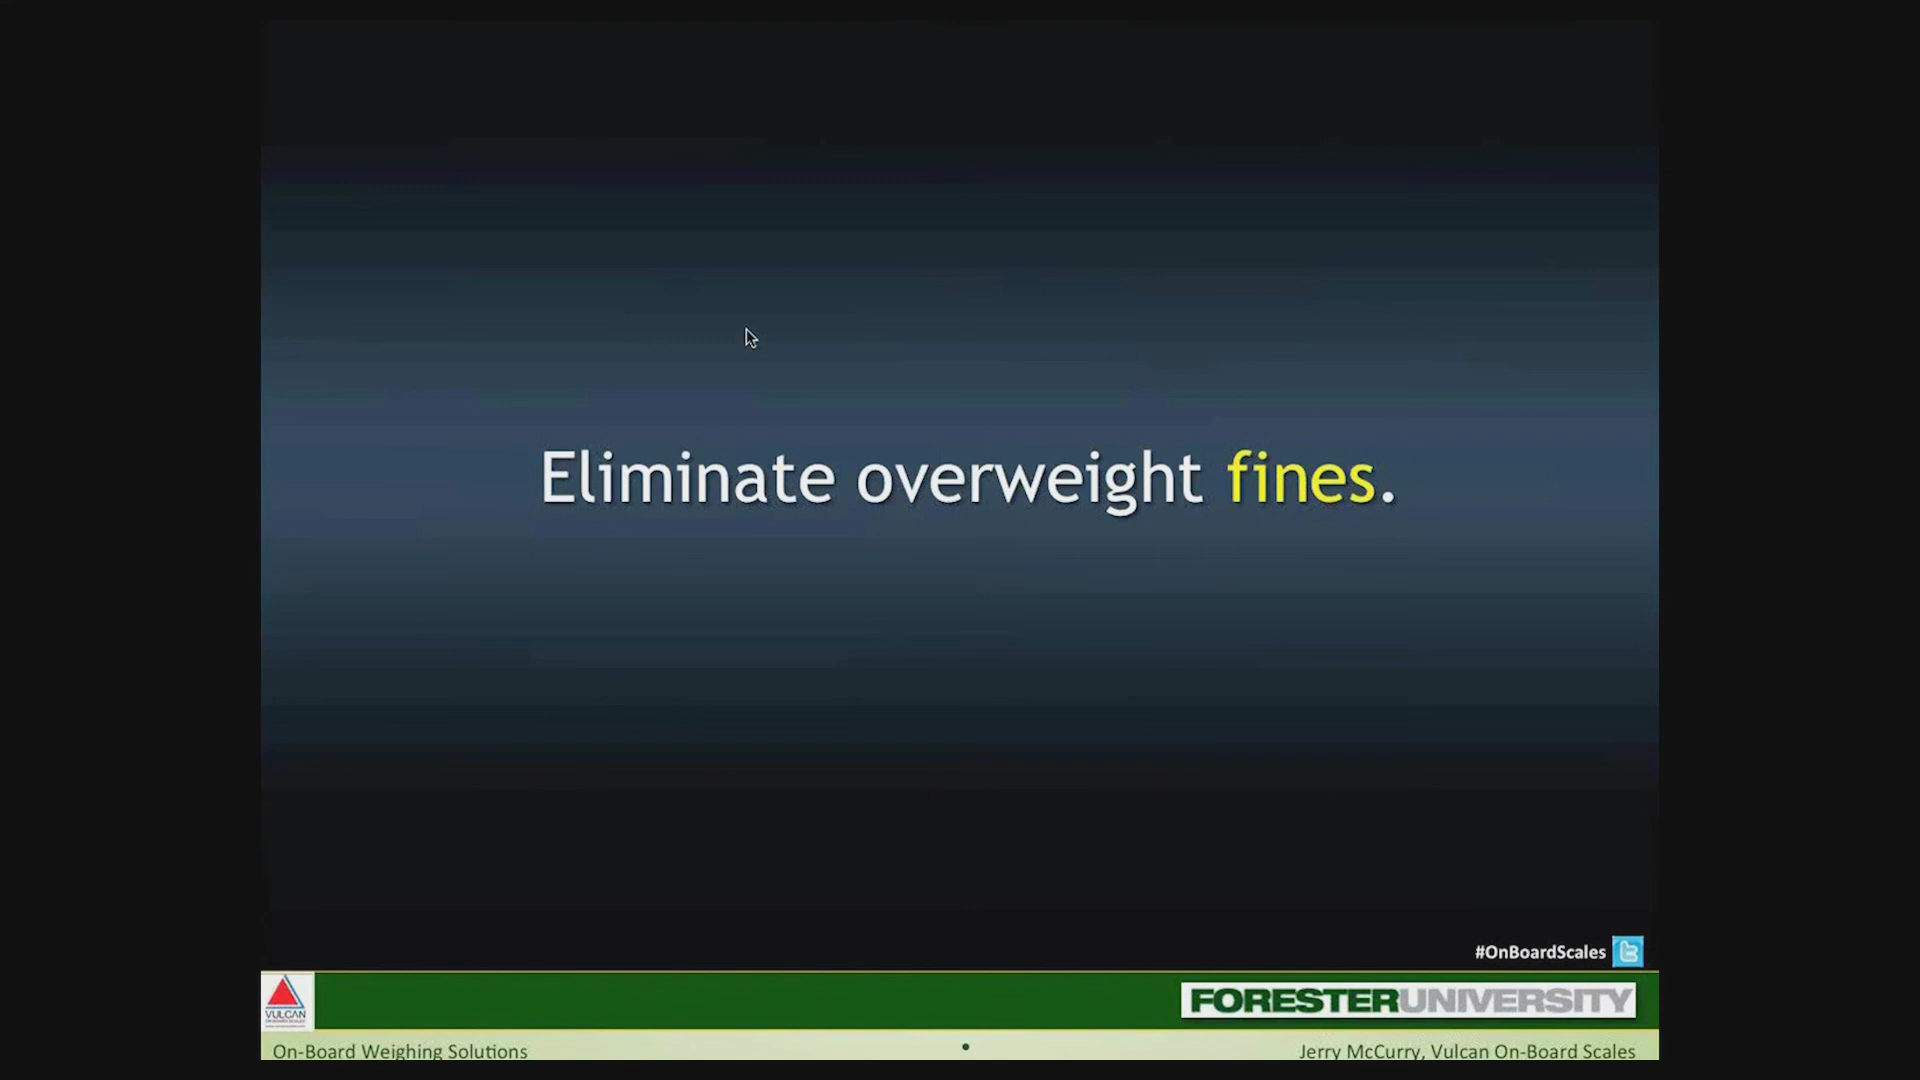 Eliminate overweight fines.
#OnBoardScales
VULCAN
FORESTERUNIVERSITY
On-Board Weighing Solutions
Jerry McCurry, Vulcan On-Board Scales